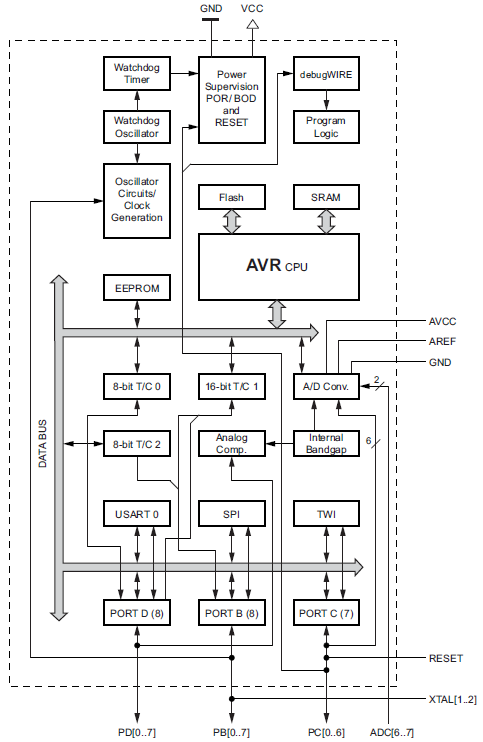 GND
VCC
Watchdog
Timer
Power
Supervision
POR/ BOD
and
RESET
debugWIRE
Watchdog
Oscillator
Program
Logic
Oscillator
Circuits/
Clock
Generation
Flash
SRAM
AVR CPU
EEPROM
AVCC
AREF
GND
8-bit T/C 0
16-bit T/C 1
A/D Conv.
2
DATA BUS
8-bit T/C 2
Analog
Comp.
Internal
Bandgap
6
USART 0
SPI
TWI
PORT D (8)
PORT B (8)
PORT C (7)
RESET
XTAL[1..2]
PD[0..7]
PB[0..7]
PC[0..6]
ADC[6..7]